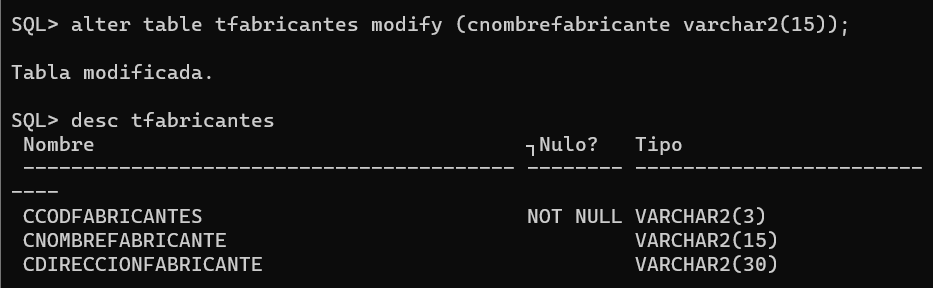 SQL> alter table tfabricantes modify (cnombrefabricante varchar2(15));
Tabla modificada.
SQL> desc tfabricantes
Nombre ┐Nulo? Tipo
----------------------------------------- -------- ------------------------
----
CCODFABRICANTES NOT NULL VARCHAR2(3)
CNOMBREFABRICANTE VARCHAR2(15)
CDIRECCIONFABRICANTE VARCHAR2(30)